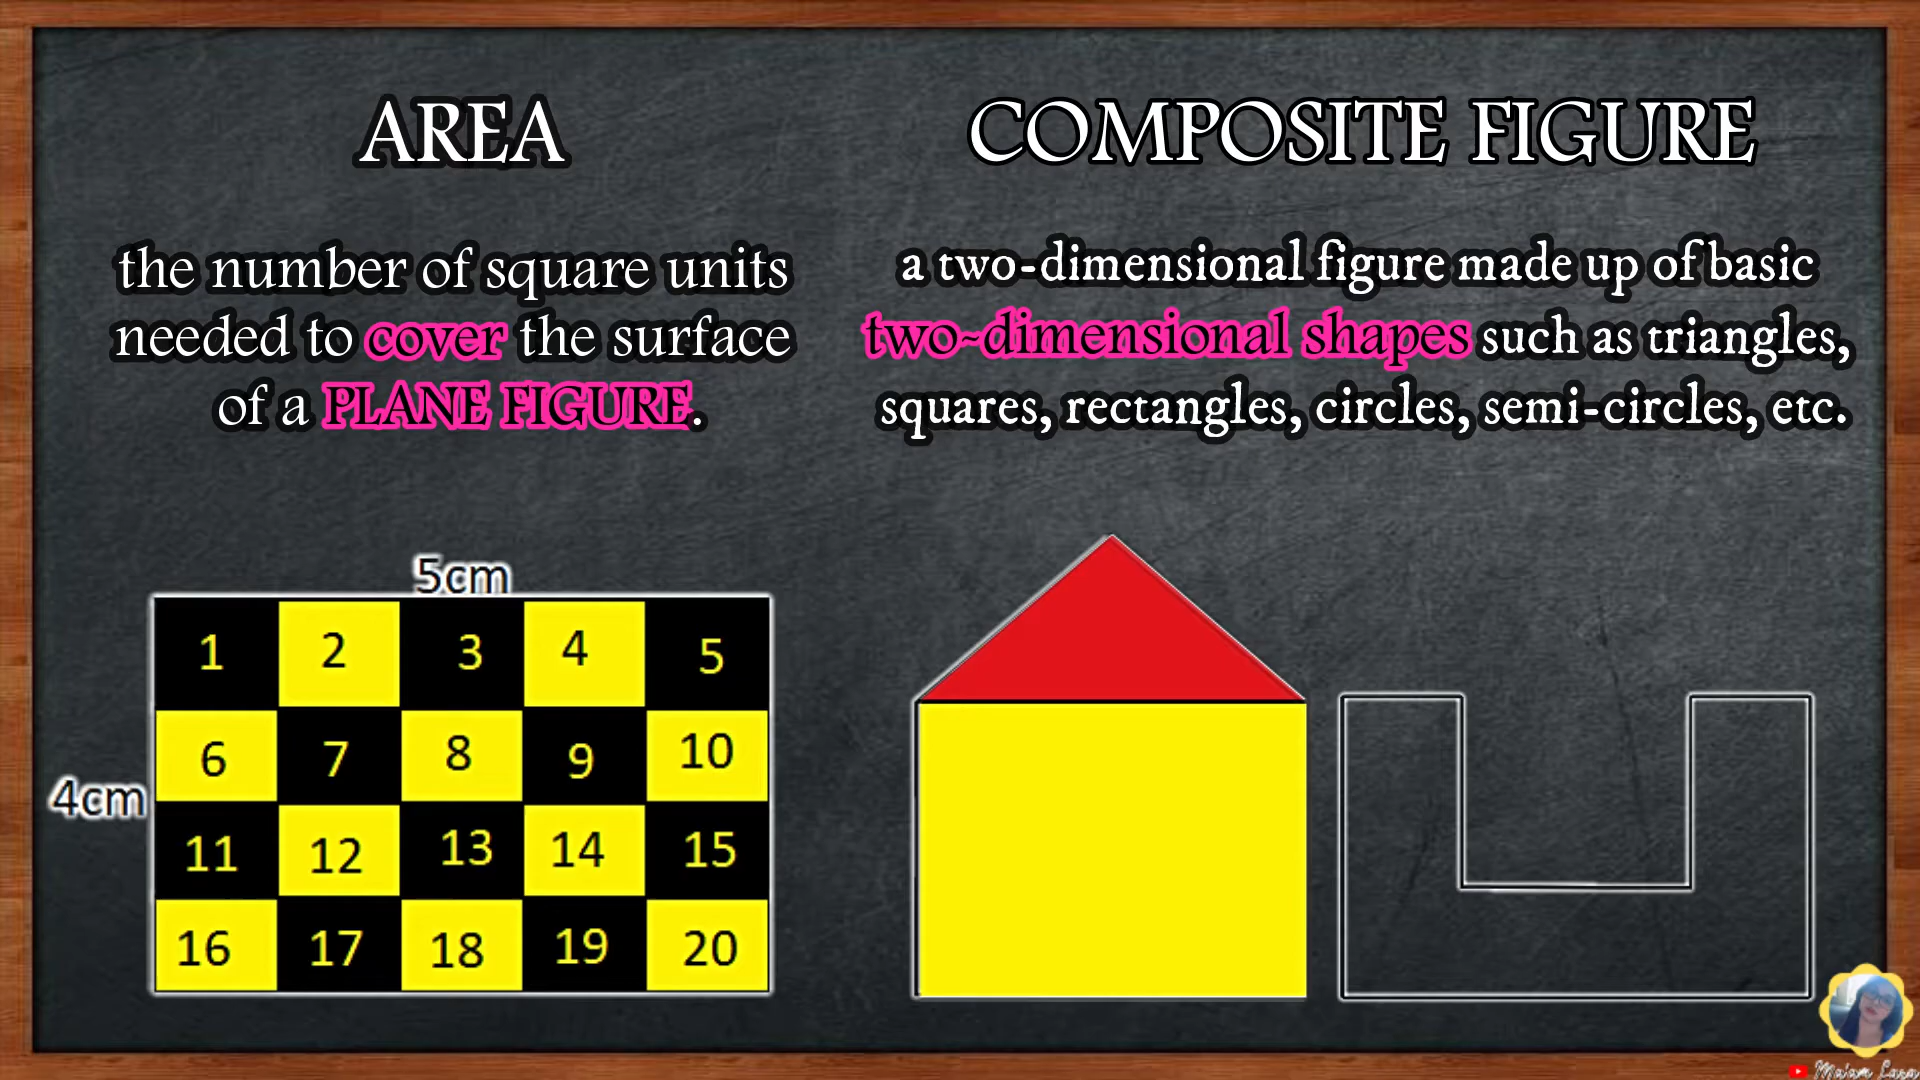 AREA
the number of square units
needed to cover the surface
of a PLANE FIGURE.
5cm
4cm
1 2 3 4 5
6 7 8 9 10
11 12 13 14 15
16 17 18 19 20
COMPOSITE FIGURE
a two-dimensional figure made up of basic
two-dimensional shapes such as triangles,
squares, rectangles, circles, semi-circles, etc.